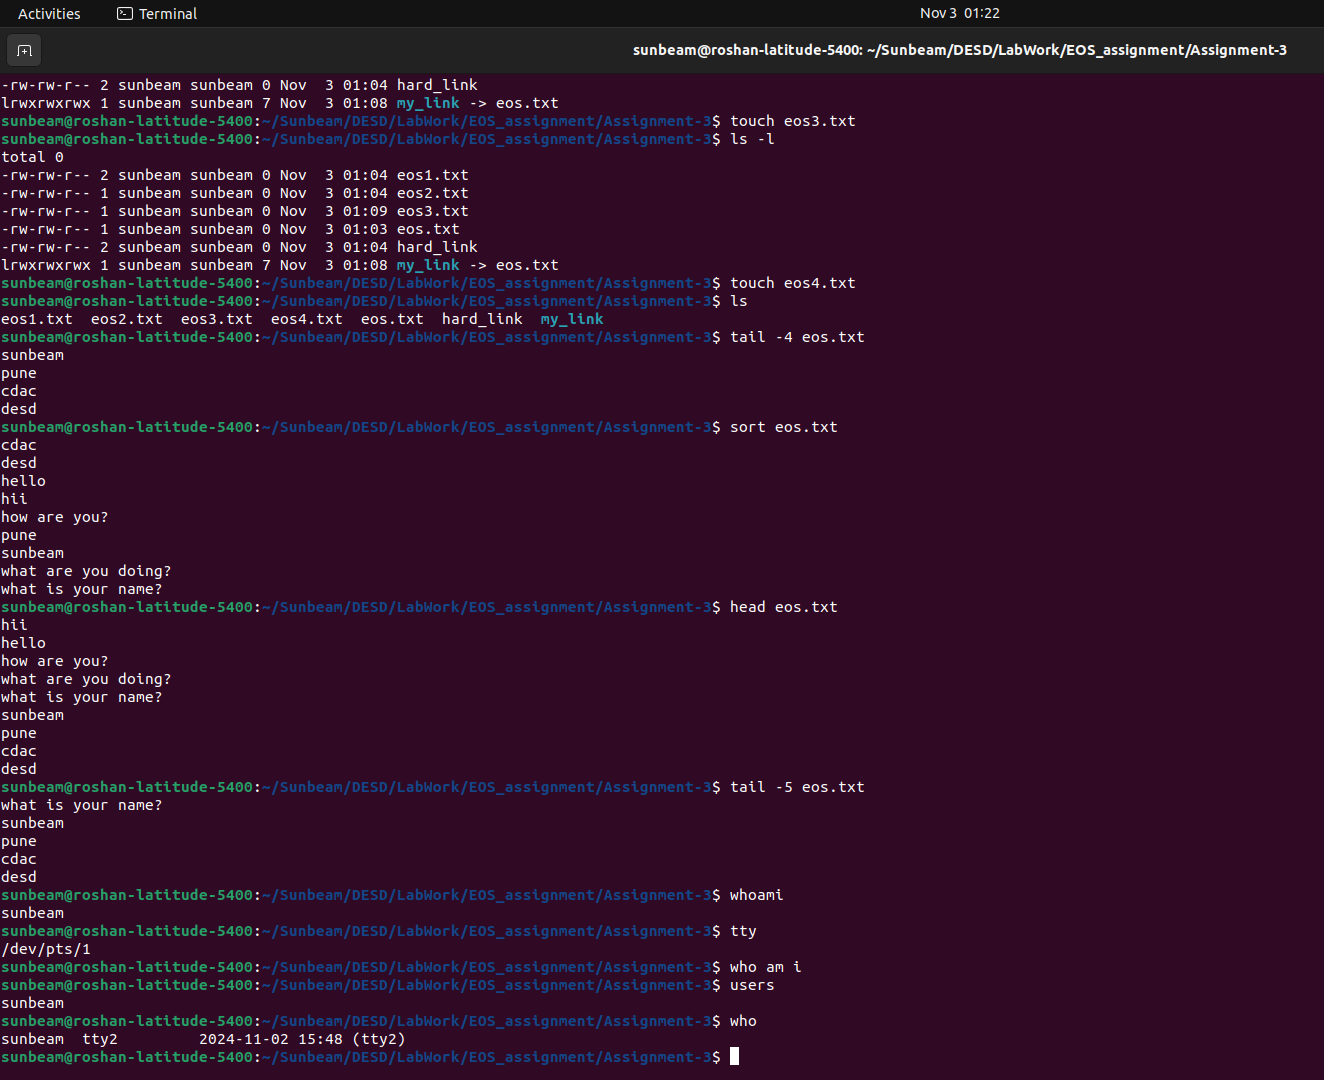 Activities Terminal Nov 3 01:22
sunbeam@roshan-latitude-5400: ~/Sunbeam/DESD/LabWork/EOS_assignment/Assignment-3
-rw-rw-r-- 2 sunbeam sunbeam 0 Nov  3 01:04 hard_link
lrwxrwxrwx 1 sunbeam sunbeam 7 Nov  3 01:08 my_link -> eos.txt
sunbeam@roshan-latitude-5400:~/Sunbeam/DESD/LabWork/EOS_assignment/Assignment-3$ touch eos3.txt
sunbeam@roshan-latitude-5400:~/Sunbeam/DESD/LabWork/EOS_assignment/Assignment-3$ ls -l
total 0
-rw-rw-r-- 2 sunbeam sunbeam 0 Nov  3 01:04 eos1.txt
-rw-rw-r-- 1 sunbeam sunbeam 0 Nov  3 01:04 eos2.txt
-rw-rw-r-- 1 sunbeam sunbeam 0 Nov  3 01:09 eos3.txt
-rw-rw-r-- 1 sunbeam sunbeam 0 Nov  3 01:03 eos.txt
-rw-rw-r-- 2 sunbeam sunbeam 0 Nov  3 01:04 hard_link
lrwxrwxrwx 1 sunbeam sunbeam 7 Nov  3 01:08 my_link -> eos.txt
sunbeam@roshan-latitude-5400:~/Sunbeam/DESD/LabWork/EOS_assignment/Assignment-3$ touch eos4.txt
sunbeam@roshan-latitude-5400:~/Sunbeam/DESD/LabWork/EOS_assignment/Assignment-3$ ls
eos1.txt  eos2.txt  eos3.txt  eos4.txt  eos.txt  hard_link  my_link
sunbeam@roshan-latitude-5400:~/Sunbeam/DESD/LabWork/EOS_assignment/Assignment-3$ tail -4 eos.txt
sunbeam
pune
cdac
desd
sunbeam@roshan-latitude-5400:~/Sunbeam/DESD/LabWork/EOS_assignment/Assignment-3$ sort eos.txt
cdac
desd
hello
hii
how are you?
pune
sunbeam
what are you doing?
what is your name?
sunbeam@roshan-latitude-5400:~/Sunbeam/DESD/LabWork/EOS_assignment/Assignment-3$ head eos.txt
hii
hello
how are you?
what are you doing?
what is your name?
sunbeam
pune
cdac
desd
sunbeam@roshan-latitude-5400:~/Sunbeam/DESD/LabWork/EOS_assignment/Assignment-3$ tail -5 eos.txt
what is your name?
sunbeam
pune
cdac
desd
sunbeam@roshan-latitude-5400:~/Sunbeam/DESD/LabWork/EOS_assignment/Assignment-3$ whoami
sunbeam
sunbeam@roshan-latitude-5400:~/Sunbeam/DESD/LabWork/EOS_assignment/Assignment-3$ tty
/dev/pts/1
sunbeam@roshan-latitude-5400:~/Sunbeam/DESD/LabWork/EOS_assignment/Assignment-3$ who am i
sunbeam@roshan-latitude-5400:~/Sunbeam/DESD/LabWork/EOS_assignment/Assignment-3$ users
sunbeam
sunbeam@roshan-latitude-5400:~/Sunbeam/DESD/LabWork/EOS_assignment/Assignment-3$ who
sunbeam  tty2         2024-11-02 15:48 (tty2)
sunbeam@roshan-latitude-5400:~/Sunbeam/DESD/LabWork/EOS_assignment/Assignment-3$